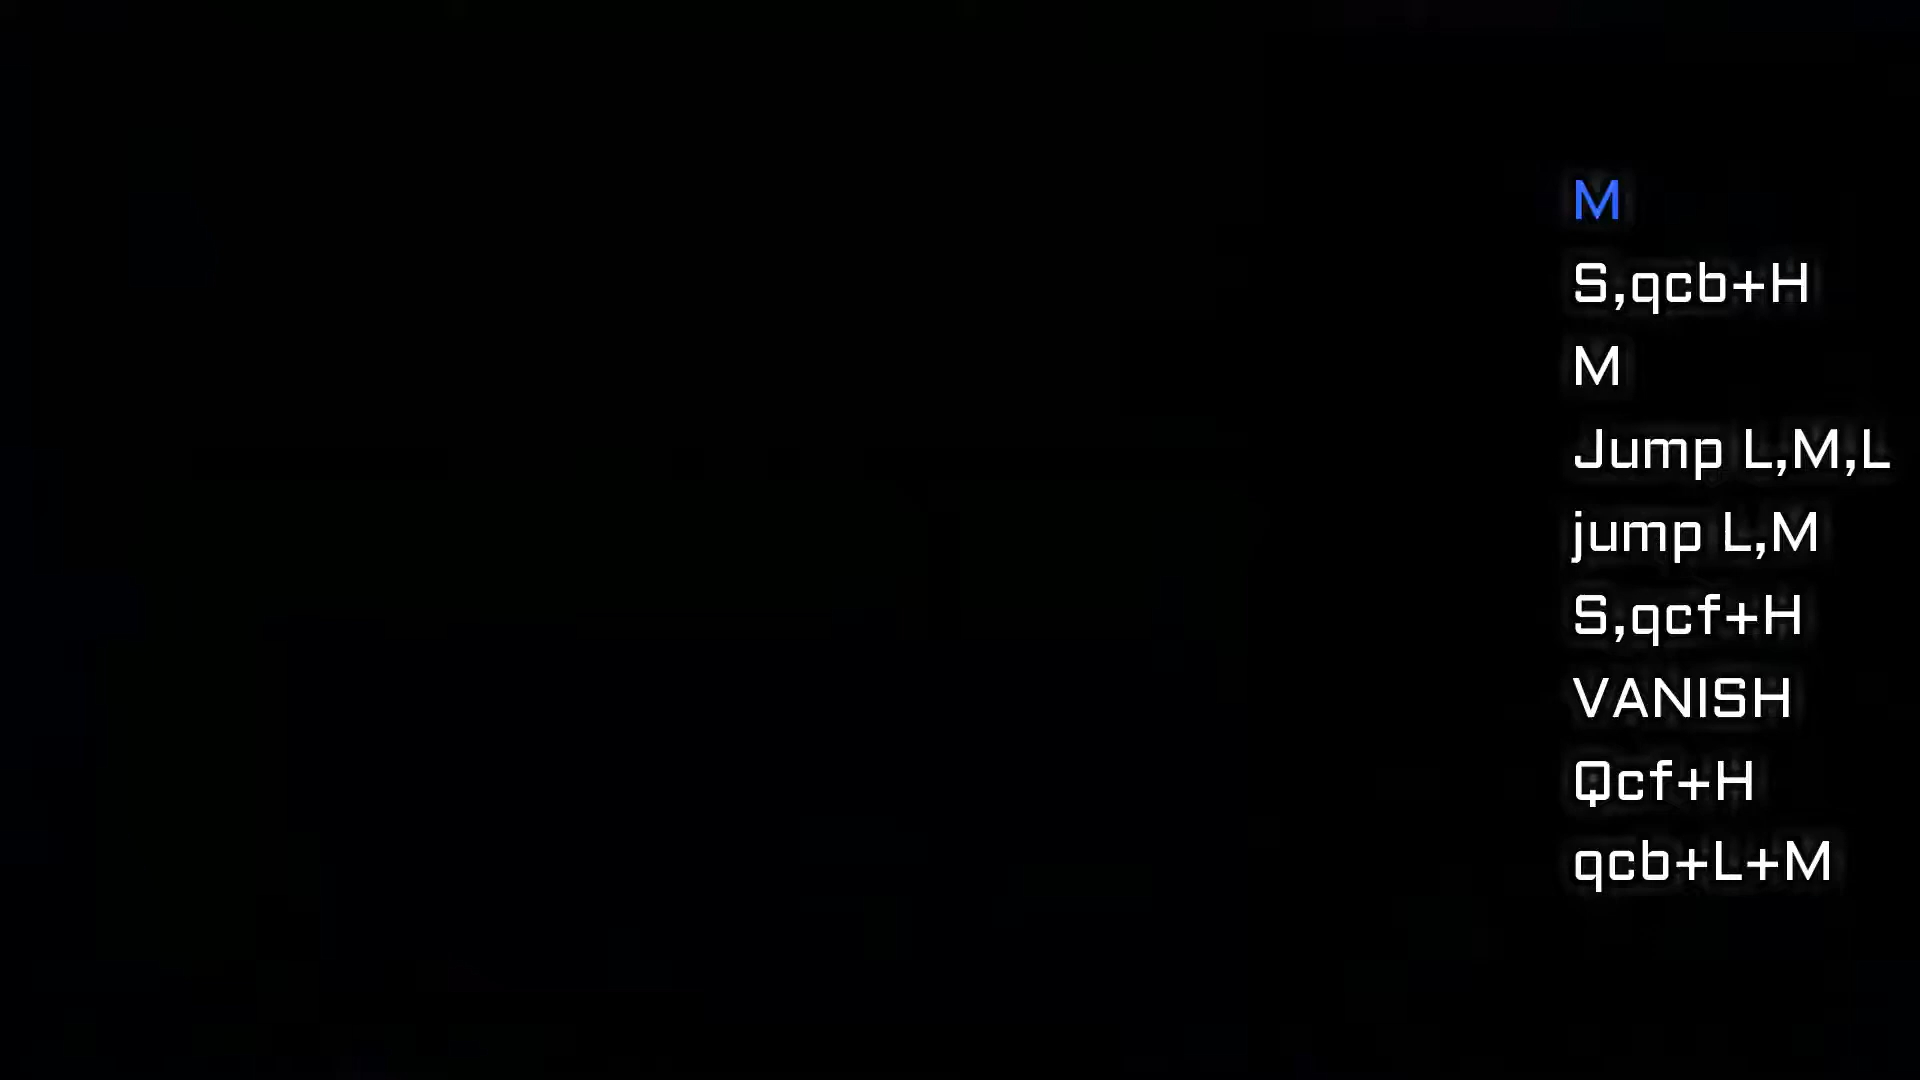 M
S,qcb+H
M
Jump L,M,L
jump L,M
S,qcf+H
VANISH
Qcf+H
qcb+L+M